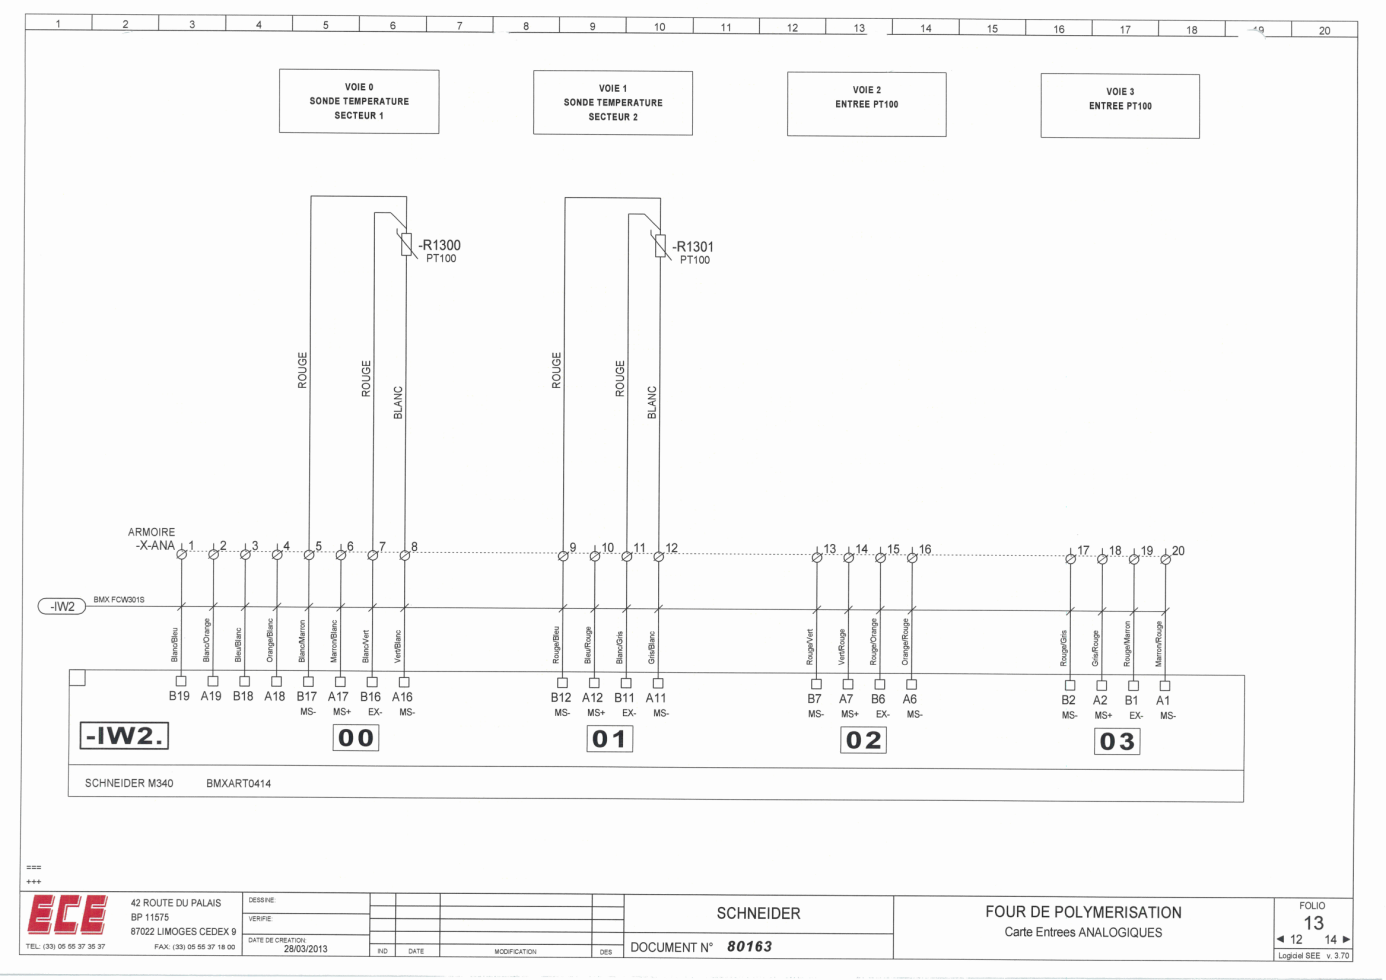 1 2 3 4 5 6 7 8 9 10 11 12 13 14 15 16 17 18 19 20
VOIE 0
SONDE TEMPERATURE
SECTEUR 1
VOIE 1
SONDE TEMPERATURE
SECTEUR 2
VOIE 2
ENTREE PT100
VOIE 3
ENTREE PT100
-R1300
PT100
-R1301
PT100
ROUGE
ROUGE
BLANC
ROUGE
ROUGE
BLANC
ARMOIRE
-X-ANA 1 2 3 4 5 6 7 8 9 10 11 12 13 14 15 16 17 18 19 20
-IW2
BMX FCW301S
Blanc/Bleu
Blanc/Orange
Bleu/Blanc
Orange/Blanc
Blanc/Marron
Marron/Blanc
Blanc/Vert
Vert/Blanc
Rouge/Bleu
Bleu/Rouge
Blanc/Gris
Gris/Blanc
Rouge/Vert
Vert/Rouge
Rouge/Orange
Orange/Rouge
Rouge/Gris
Gris/Rouge
Rouge/Marron
Marron/Rouge
B19 A19 B18 A18 B17 A17 B16 A16 B12 A12 B11 A11 B7 A7 B6 A6 B2 A2 B1 A1
MS- MS+ EX- MS- MS- MS+ EX- MS- MS- MS+ EX- MS- MS- MS+ EX- MS-
-IW2. 00 01 02 03
SCHNEIDER M340 BMXART0414
===
+++
ECE
42 ROUTE DU PALAIS
BP 11575
87022 LIMOGES CEDEX 9
TEL: (33) 05 55 37 35 37 FAX: (33) 05 55 37 18 00
DESSINE:
VERIFIE:
DATE DE CREATION:
28/03/2013
IND DATE MODIFICATION DES
SCHNEIDER
DOCUMENT N° 80163
FOUR DE POLYMERISATION
Carte Entrees ANALOGIQUES
FOLIO
13
◄ 12 14 ►
Logiciel SEE v. 3.70